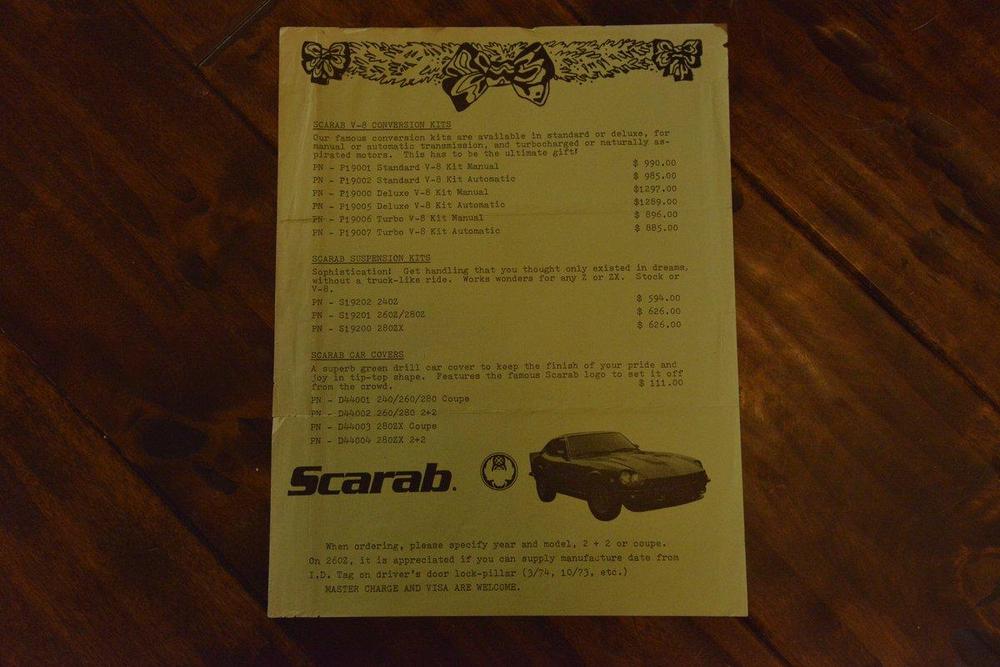 SCARAB V-8 CONVERSION KITS
Our famous conversion kits are available in standard or deluxe, for
manual or automatic transmission, and turbocharged or naturally as-
pirated motors. This has to be the ultimate gift!
PN - P19001 Standard V-8 Kit Manual $ 990.00
PN - P19002 Standard V-8 Kit Automatic $ 985.00
PN - P19000 Deluxe V-8 Kit Manual $1297.00
PN - P19005 Deluxe V-8 Kit Automatic $1289.00
PN - P19006 Turbo V-8 Kit Manual $ 896.00
PN - P19007 Turbo V-8 Kit Automatic $ 885.00
SCARAB SUSPENSION KITS
Sophistication! Get handling that you thought only existed in dreams,
without a truck-like ride. Works wonders for any Z or ZX. Stock or
V-8.
PN - S19202 240Z $ 594.00
PN - S19201 260Z/280Z $ 626.00
PN - S19200 280ZX $ 626.00
SCARAB CAR COVERS
A superb green drill car cover to keep the finish of your pride and
joy in tip-top shape. Features the famous Scarab logo to set it off
from the crowd. $ 111.00
PN - D44001 240/260/280 Coupe
PN - D44002 260/280 2+2
PN - D44003 280ZX Coupe
PN - D44004 280ZX 2+2
Scarab.
When ordering, please specify year and model, 2 + 2 or coupe.
On 260Z, it is appreciated if you can supply manufacture date from
I.D. Tag on driver's door lock-pillar (3/74, 10/73, etc.)
MASTER CHARGE AND VISA ARE WELCOME.